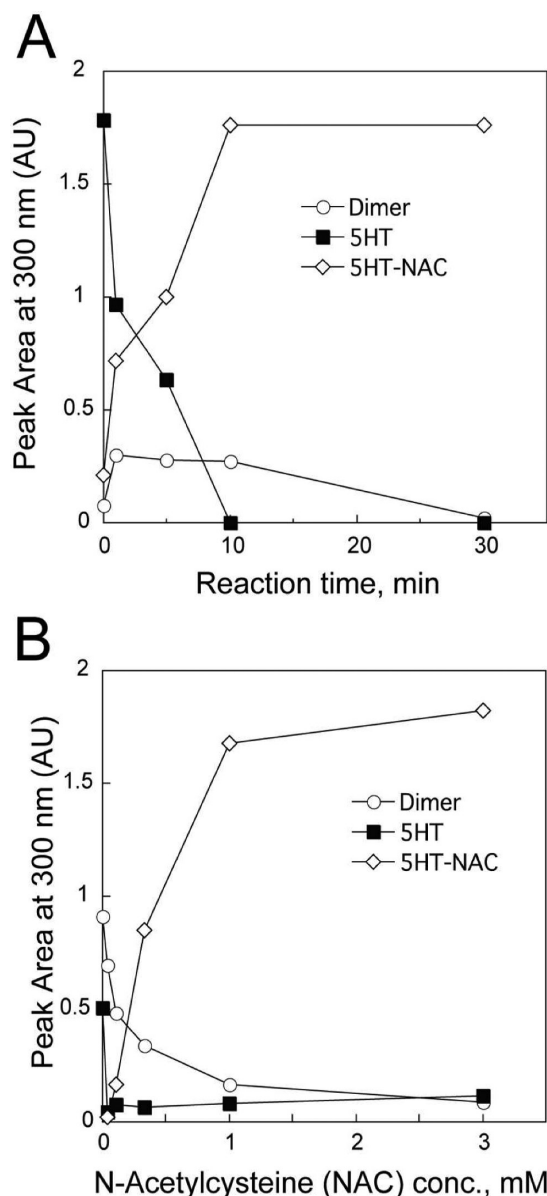 A
Peak Area at 300 nm (AU)
2
1.5
1
0.5
0
Dimer
5HT
5HT-NAC
0
10
20
30
Reaction time, min
B
Peak Area at 300 nm (AU)
2
1.5
1
0.5
0
Dimer
5HT
5HT-NAC
0
1
3
N-Acetylcysteine (NAC) conc., mM